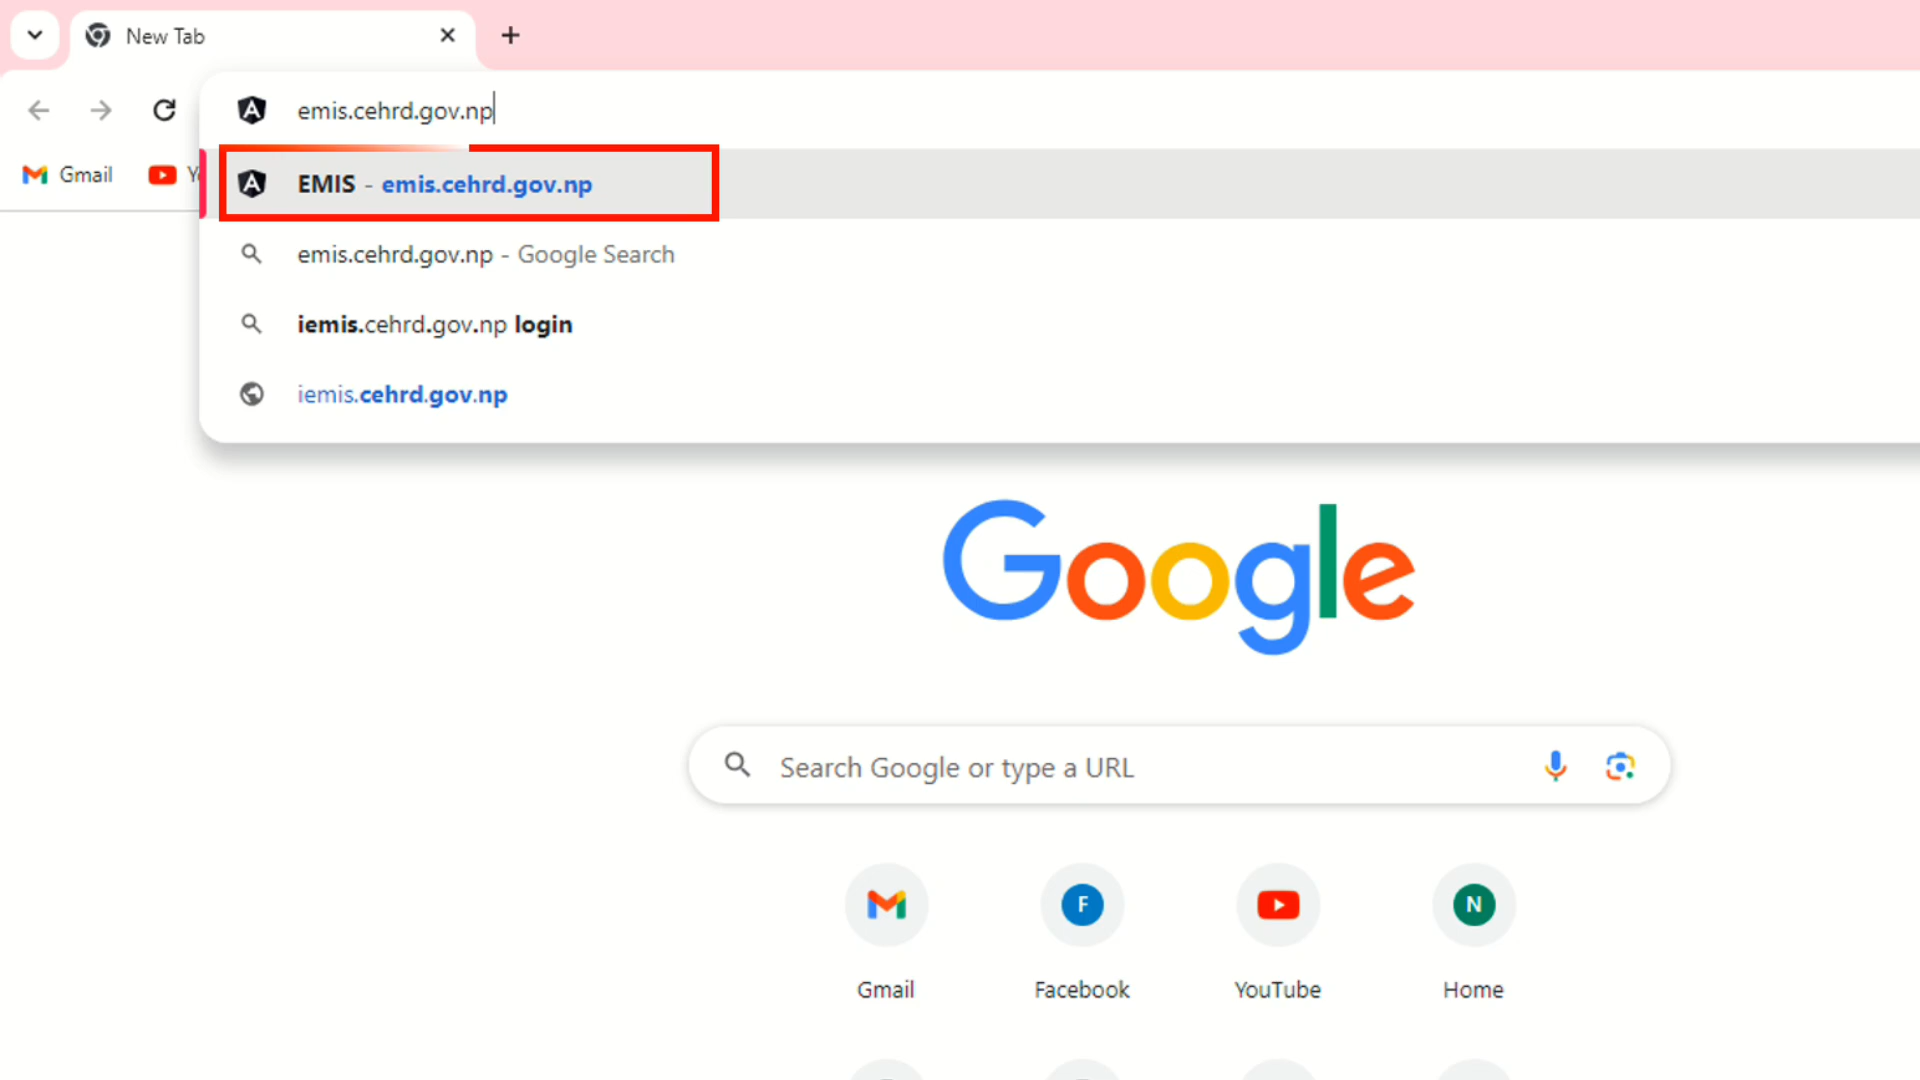 New Tab
emis.cehrd.gov.np
Gmail
EMIS - emis.cehrd.gov.np
emis.cehrd.gov.np - Google Search
iemis.cehrd.gov.np login
iemis.cehrd.gov.np
Google
Search Google or type a URL
F
N
Gmail
Facebook
YouTube
Home